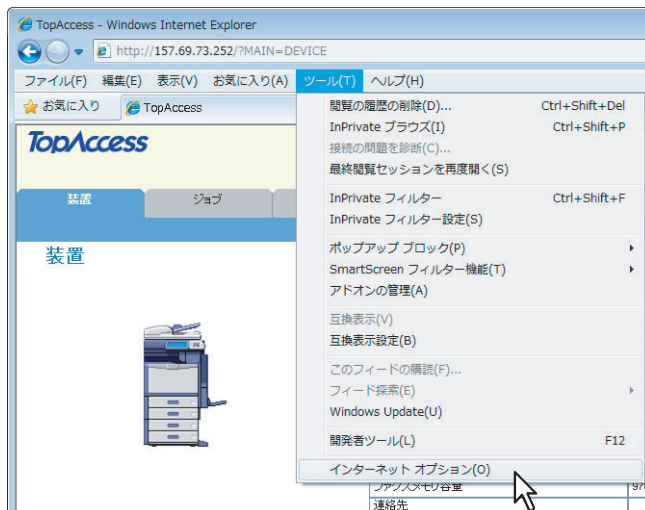 TopAccess - Windows Internet Explorer
http://157.69.73.252/?MAIN=DEVICE
ファイル(F) 編集(E) 表示(V) お気に入り(A) ツール(T) ヘルプ(H)
お気に入り TopAccess
TopAccess
装置 ジョブ
装置
閲覧の履歴の削除(D)... Ctrl+Shift+Del
InPrivate ブラウズ(I) Ctrl+Shift+P
接続の問題を診断(C)...
最終閲覧セッションを再度開く(S)
InPrivate フィルター Ctrl+Shift+F
InPrivate フィルター設定(S)
ポップアップ ブロック(P)
SmartScreen フィルター機能(T)
アドオンの管理(A)
互換表示(V)
互換表示設定(B)
このフィードの購読(F)...
フィード探索(E)
Windows Update(U)
開発者ツール(L) F12
インターネット オプション(O)
ファクスメモリ容量
連絡先